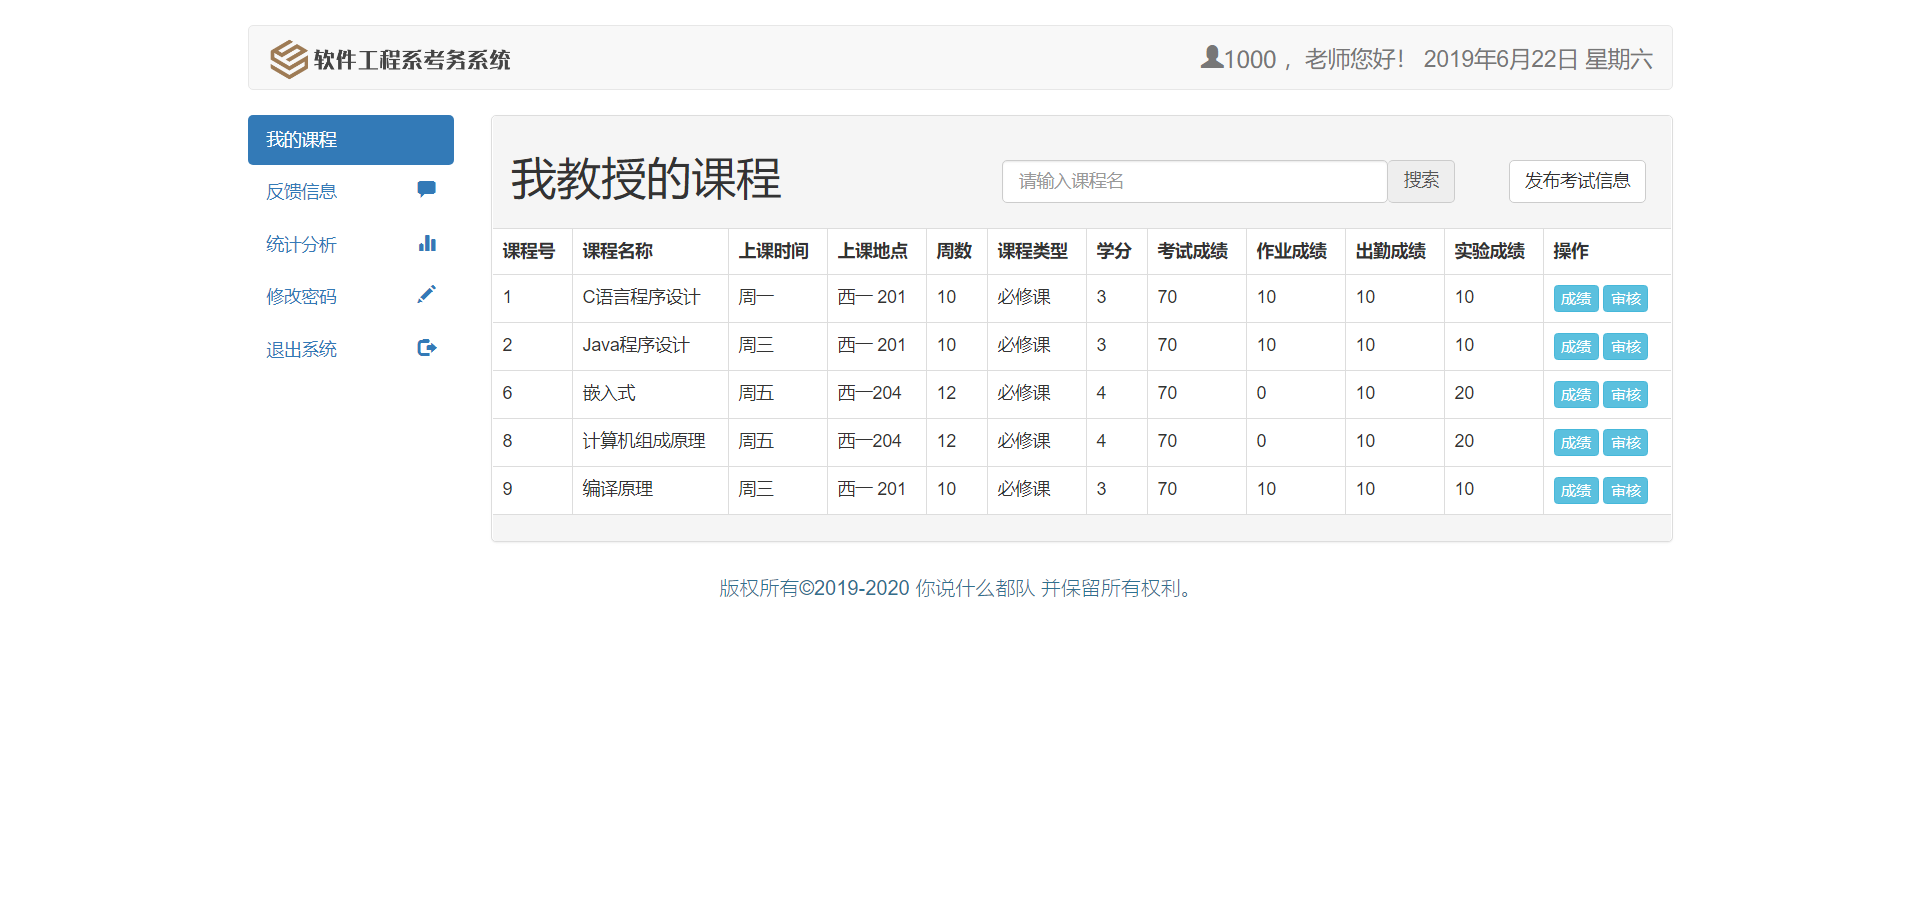 软件工程系考务系统
1000 ，老师您好！ 2019年6月22日 星期六
我的课程
反馈信息
统计分析
修改密码
退出系统
我教授的课程
请输入课程名 搜索 发布考试信息
课程号 课程名称 上课时间 上课地点 周数 课程类型 学分 考试成绩 作业成绩 出勤成绩 实验成绩 操作
1 C语言程序设计 周一 西一 201 10 必修课 3 70 10 10 10 成绩 审核
2 Java程序设计 周三 西一 201 10 必修课 3 70 10 10 10 成绩 审核
6 嵌入式 周五 西一204 12 必修课 4 70 0 10 20 成绩 审核
8 计算机组成原理 周五 西一204 12 必修课 4 70 0 10 20 成绩 审核
9 编译原理 周三 西一 201 10 必修课 3 70 10 10 10 成绩 审核
版权所有©2019-2020 你说什么都队 并保留所有权利。